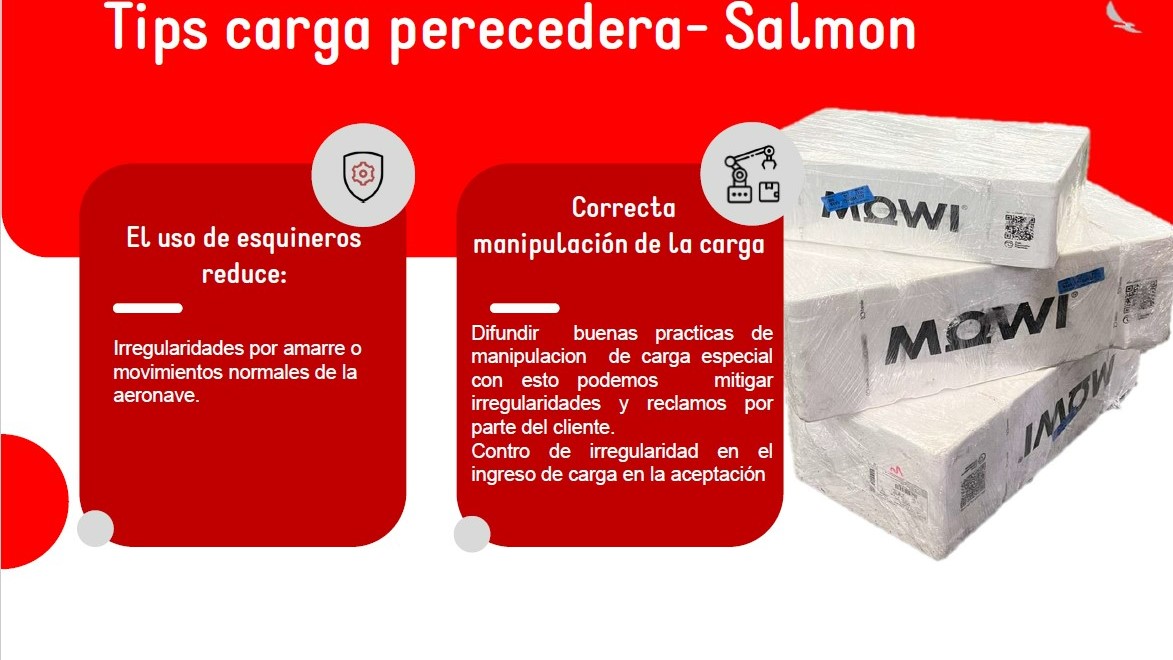 Tips carga perecedera- Salmon
El uso de esquineros
reduce:
Irregularidades por amarre o
movimientos normales de la
aeronave.
Correcta
manipulación de la carga
Difundir buenas practicas de
manipulacion de carga especial
con esto podemos mitigar
irregularidades y reclamos por
parte del cliente.
Contro de irregularidad en el
ingreso de carga en la aceptación
MOWI
MOWI
MOWI